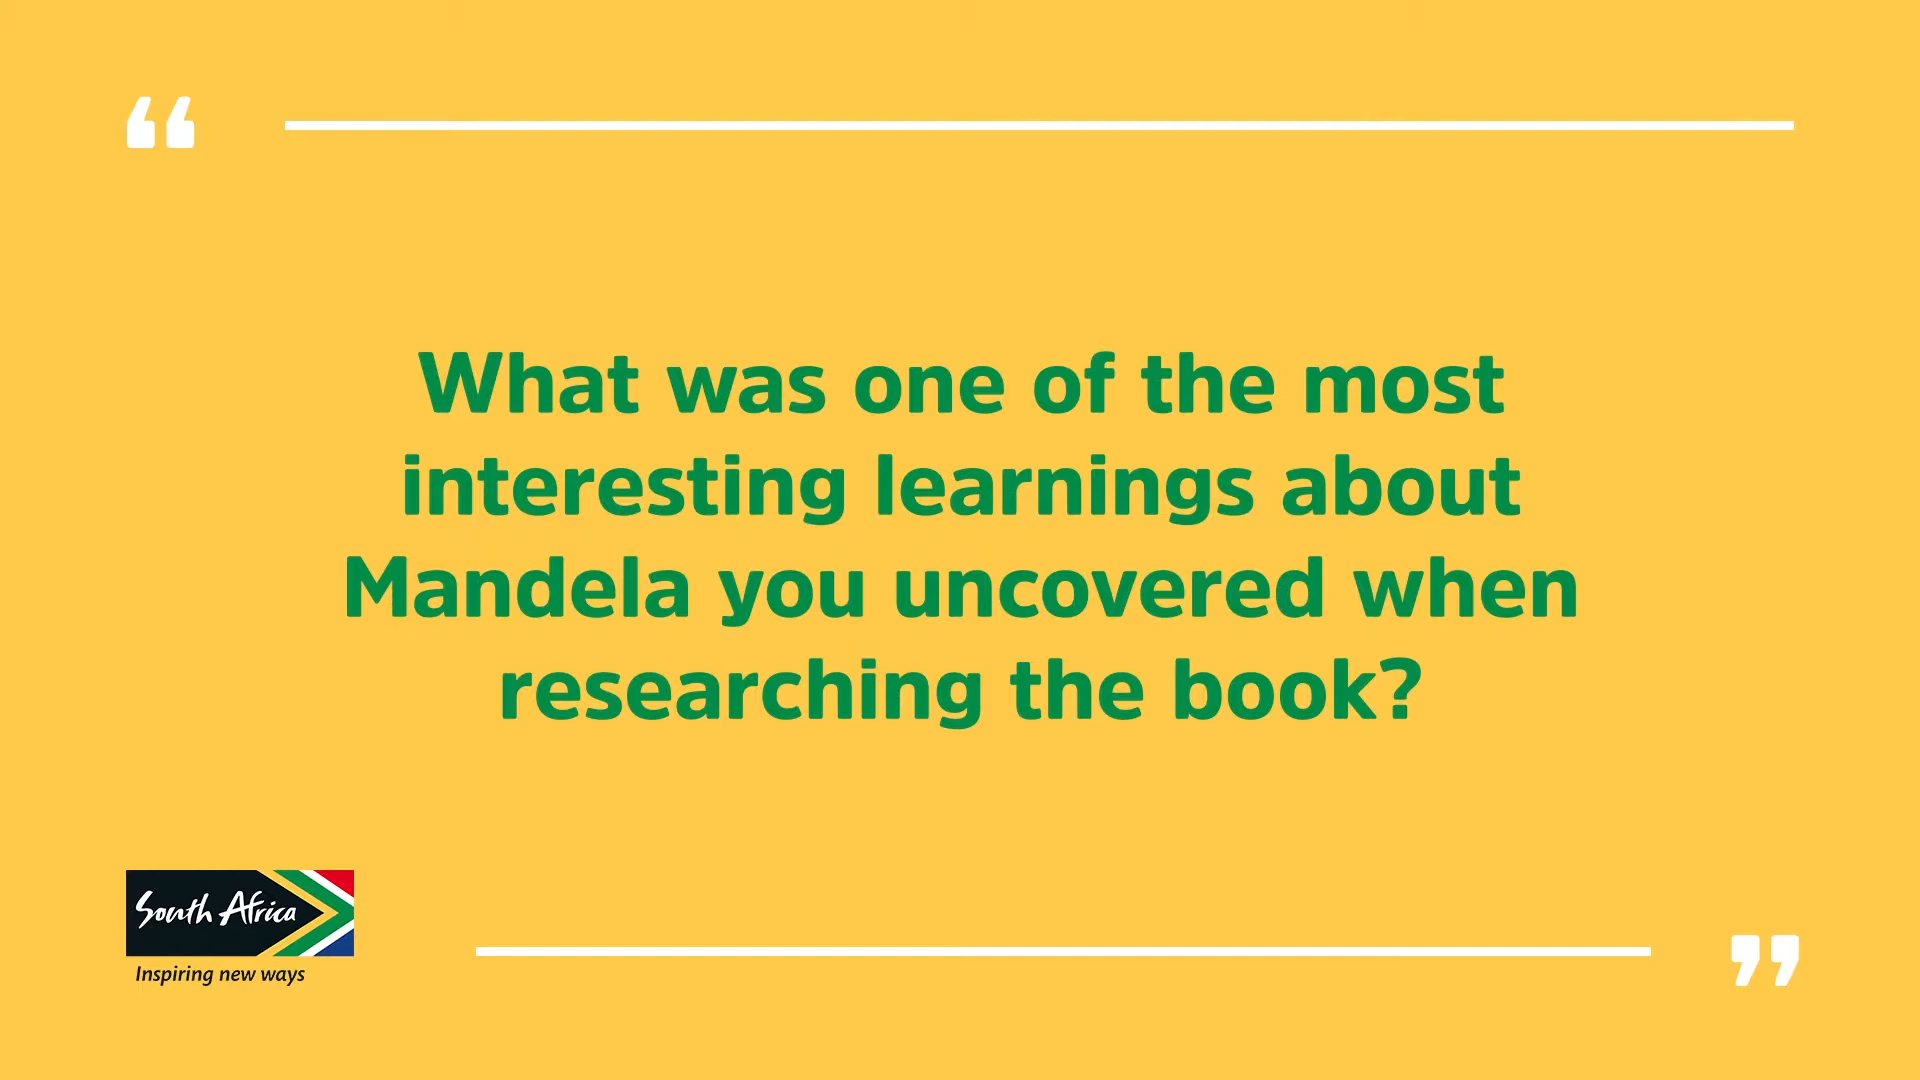 “
What was one of the most
interesting learnings about
Mandela you uncovered when
researching the book?
South Africa
Inspiring new ways
”